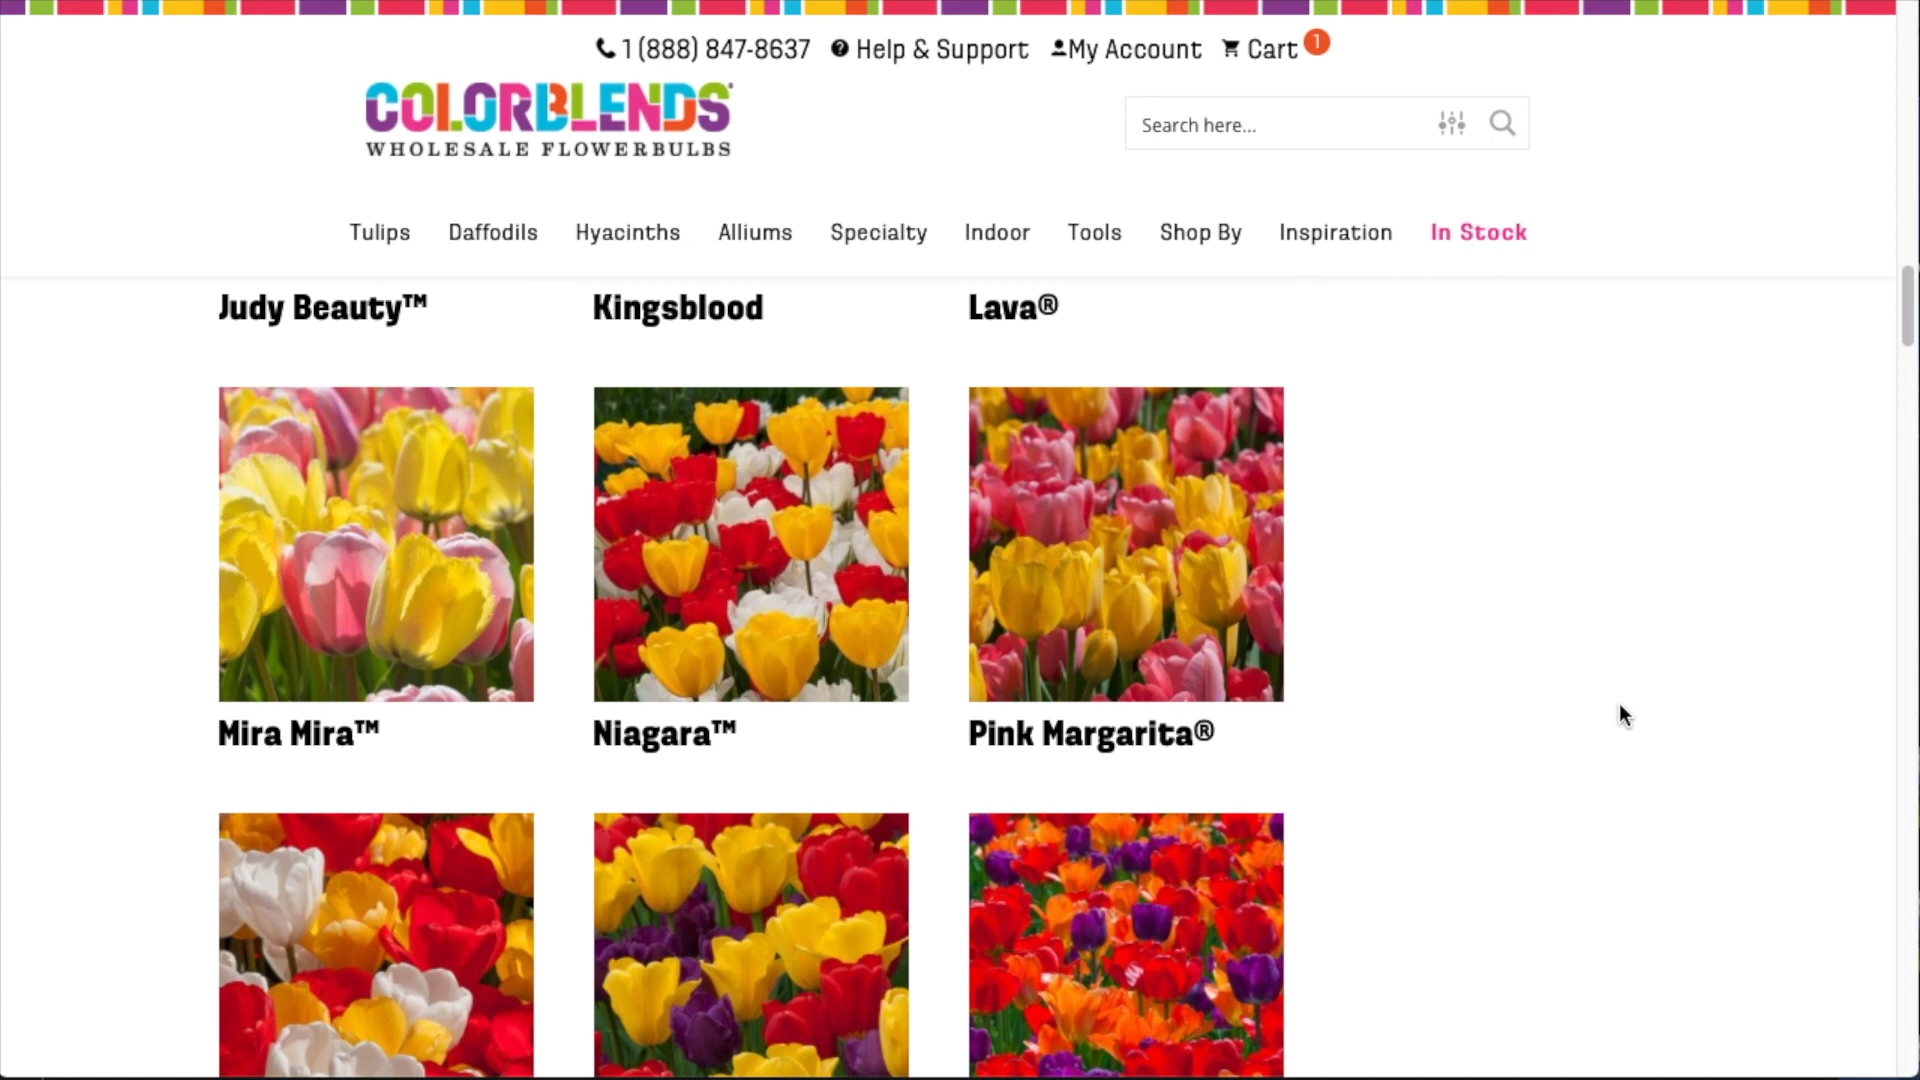 1 (888) 847-8637 Help & Support My Account Cart 1
COLORBLENDS®
WHOLESALE FLOWERBULBS
Search here...
Tulips Daffodils Hyacinths Alliums Specialty Indoor Tools Shop By Inspiration In Stock
Judy Beauty™ Kingsblood Lava®
Mira Mira™ Niagara™ Pink Margarita®